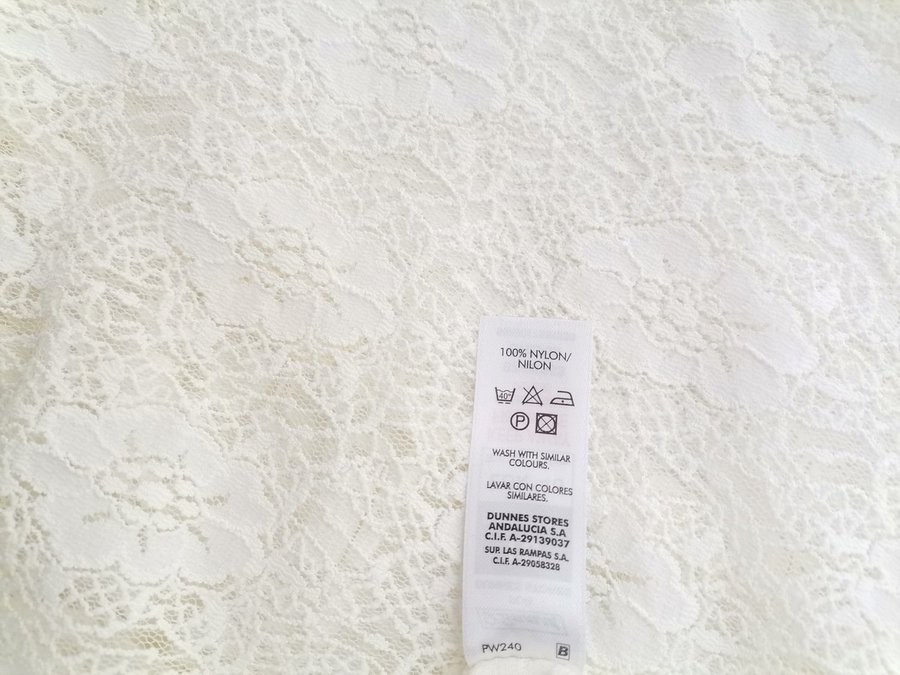 100% NYLON/
NILON
40°
P
WASH WITH SIMILAR
COLOURS.
LAVAR CON COLORES
SIMILARES.
DUNNES STORES
ANDALUCIA S.A
C.I.F. A-29139037
SUP. LAS RAMPAS S.A.
C.I.F. A-29058328
PW240 B